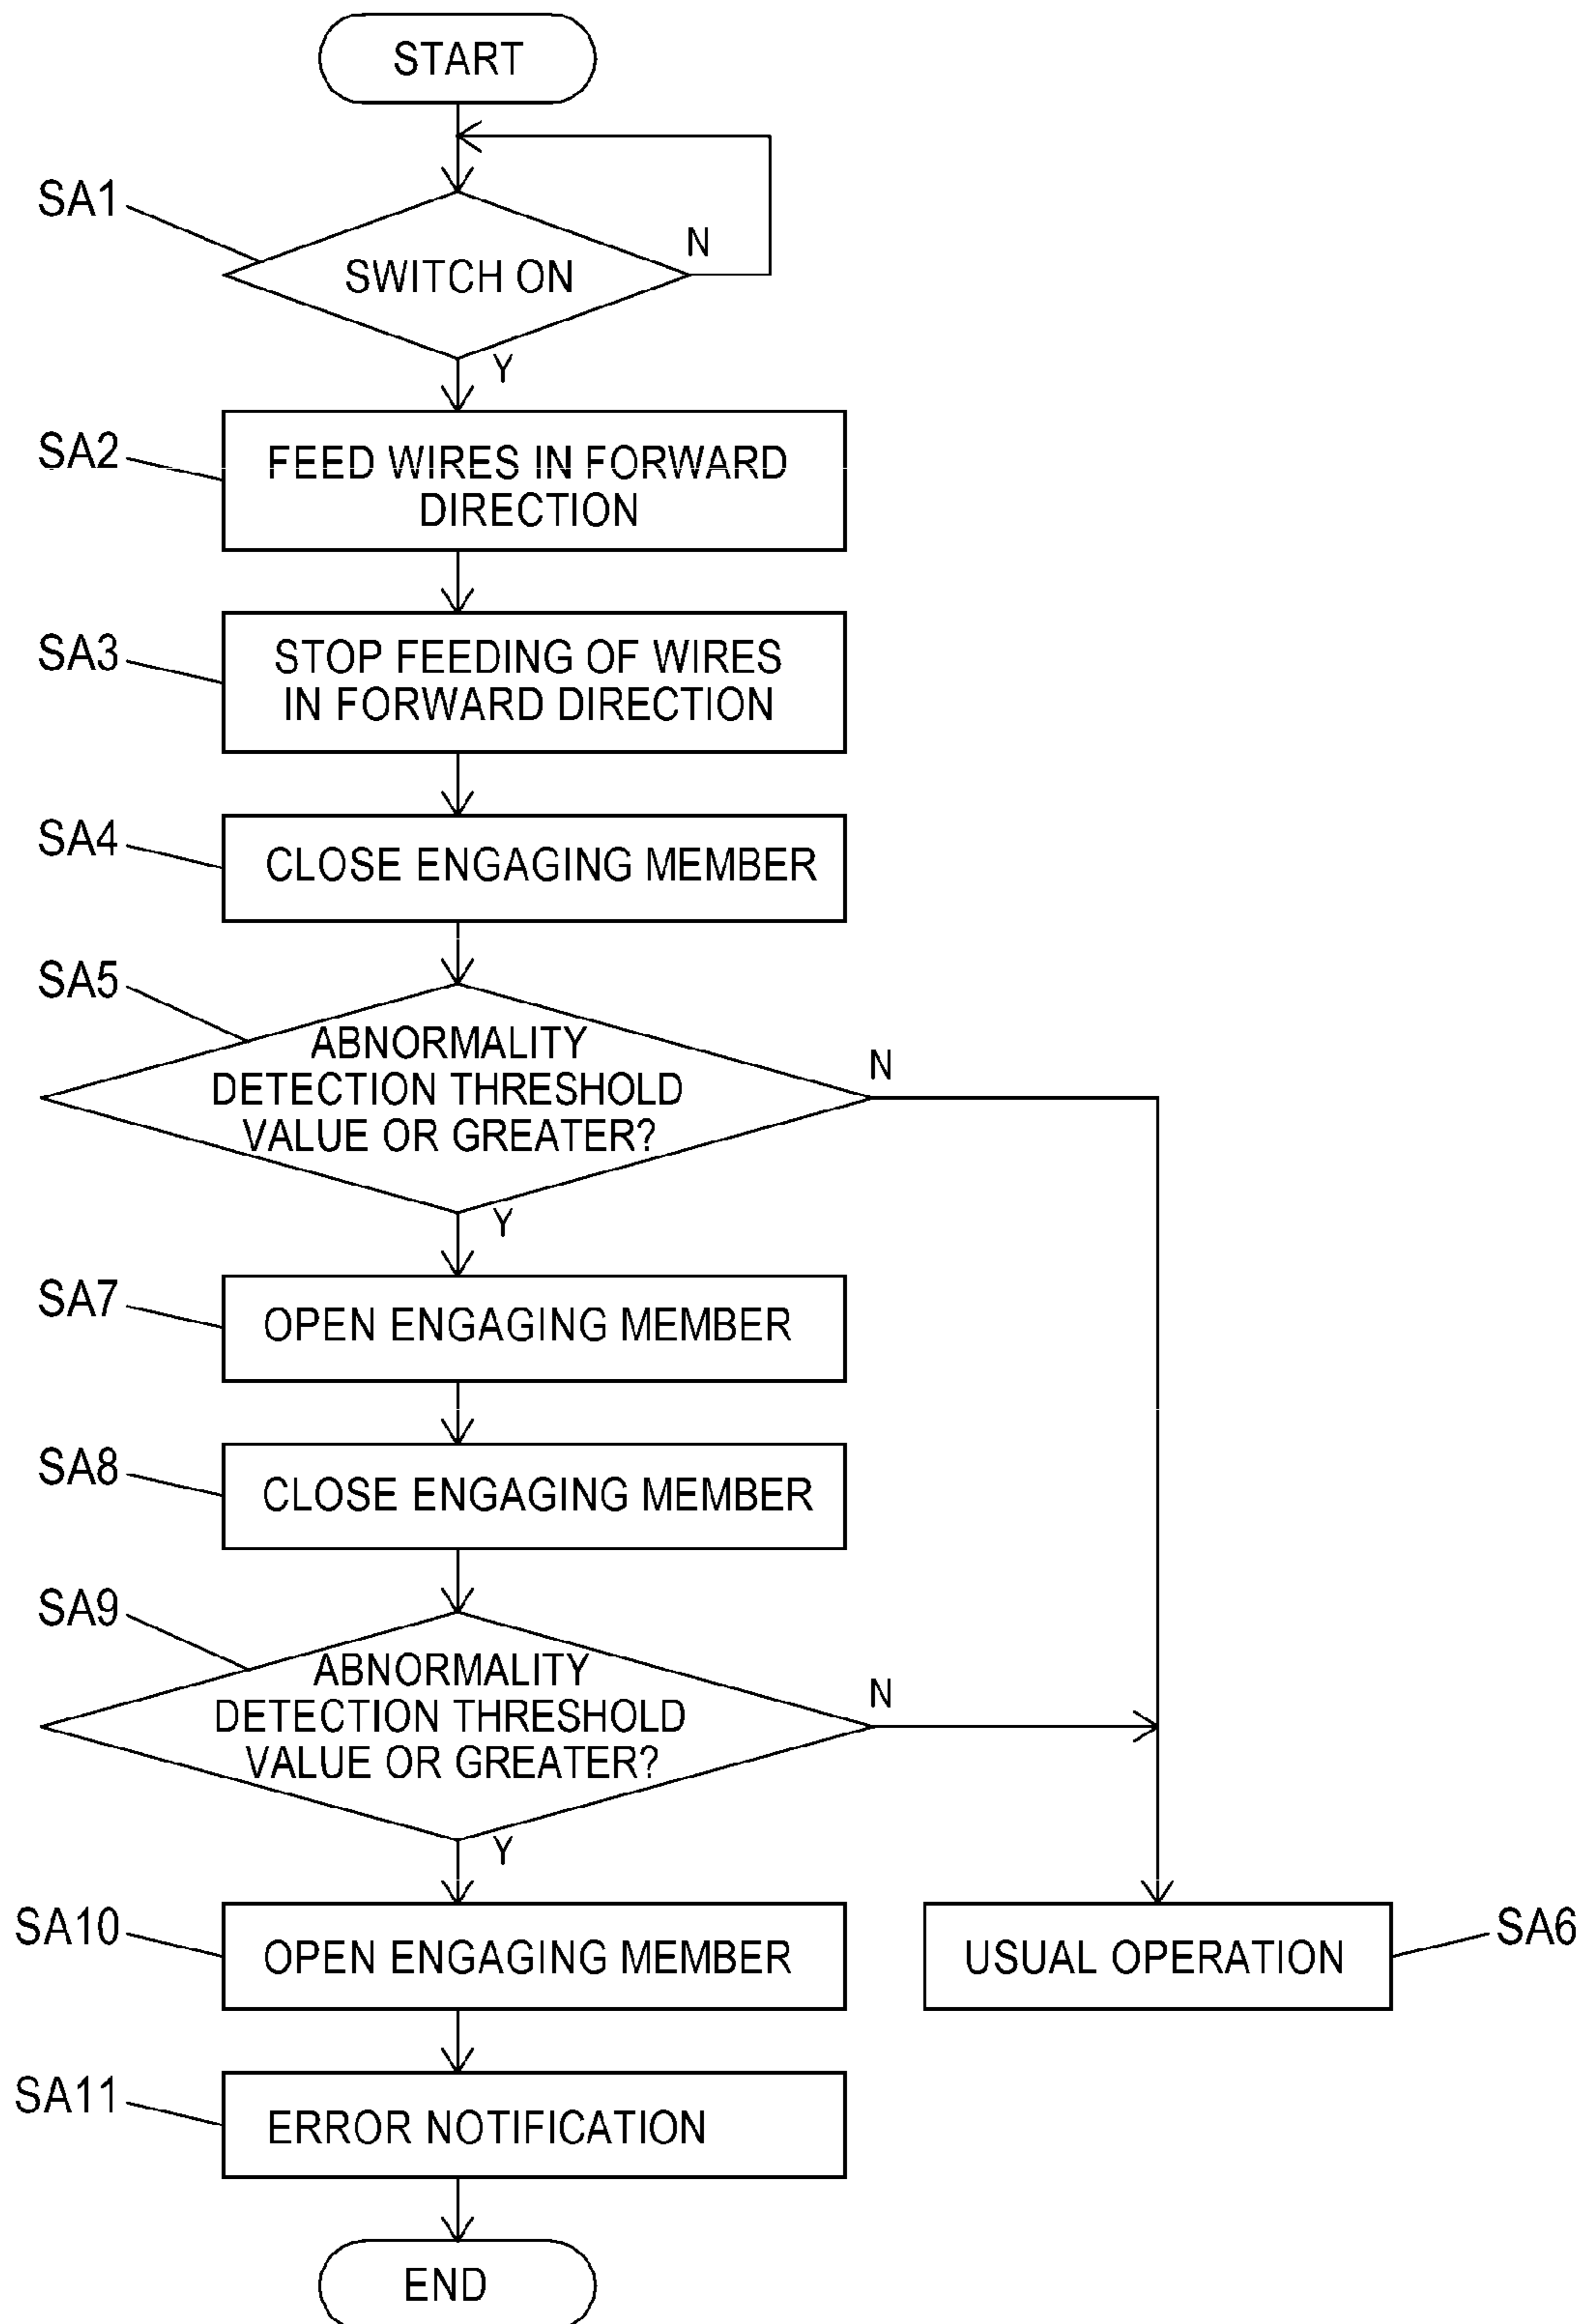 START
SA1
SWITCH ON
N
Y
SA2
FEED WIRES IN FORWARD
DIRECTION
SA3
STOP FEEDING OF WIRES
IN FORWARD DIRECTION
SA4
CLOSE ENGAGING MEMBER
SA5
ABNORMALITY
DETECTION THRESHOLD
VALUE OR GREATER?
N
Y
SA7
OPEN ENGAGING MEMBER
SA8
CLOSE ENGAGING MEMBER
SA9
ABNORMALITY
DETECTION THRESHOLD
VALUE OR GREATER?
N
Y
SA10
OPEN ENGAGING MEMBER
USUAL OPERATION
SA6
SA11
ERROR NOTIFICATION
END